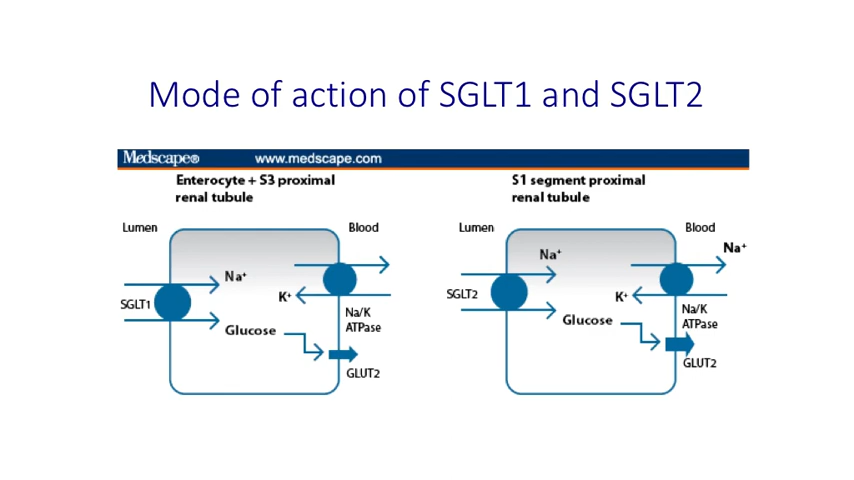 Mode of action of SGLT1 and SGLT2
Medscape® www.medscape.com
Enterocyte + S3 proximal
renal tubule
Lumen
Blood
Na⁺
SGLT1
K⁺
Na/K
ATPase
Glucose
GLUT2
S1 segment proximal
renal tubule
Lumen
Blood
Na⁺
Na⁺
SGLT2
K⁺
Na/K
ATPase
Glucose
GLUT2